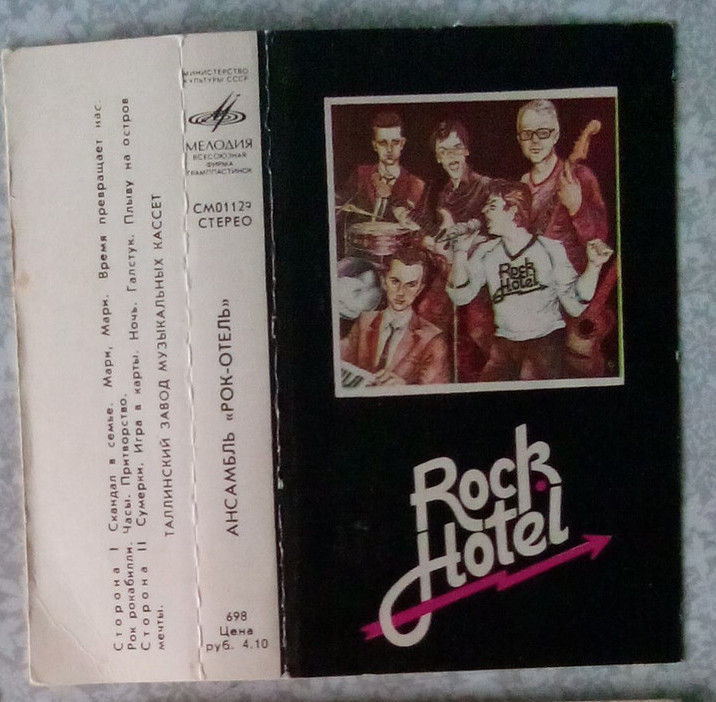 Сторона I Скандал в семье. Мари, Мари. Время превращает нас.
Рок рокабилли. Часы. Притворство.
Сторона II Сумерки. Игра в карты. Ночь. Галстук. Плыву на остров
мечты.
ТАЛЛИНСКИЙ ЗАВОД МУЗЫКАЛЬНЫХ КАССЕТ
МИНИСТЕРСТВО
КУЛЬТУРЫ СССР
МЕЛОДИЯ
ВСЕСОЮЗНАЯ
ФИРМА
ГРАМПЛАСТИНОК
СМ01129
СТЕРЕО
АНСАМБЛЬ «РОК-ОТЕЛЬ»
698
Цена
руб. 4.10
Rock
Hotel
Rock
Hotel